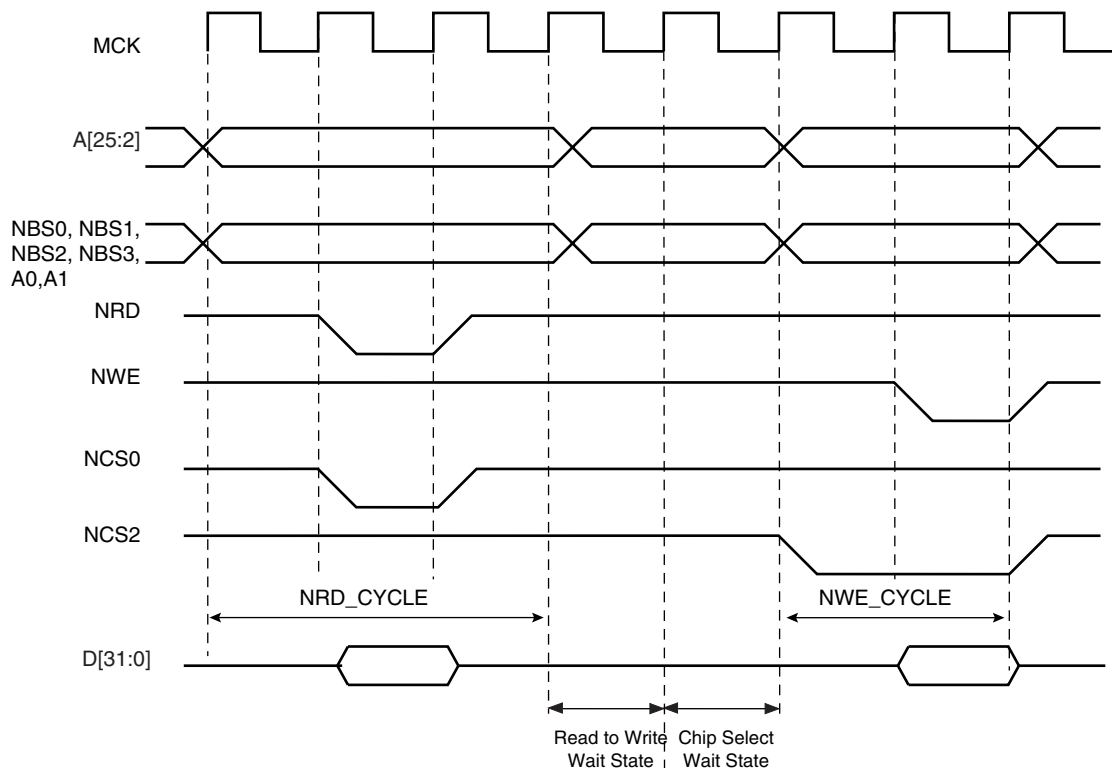 MCK
A[25:2]
NBS0, NBS1,
NBS2, NBS3,
A0,A1
NRD
NWE
NCS0
NCS2
NRD_CYCLE
NWE_CYCLE
D[31:0]
Read to Write
Wait State
Chip Select
Wait State